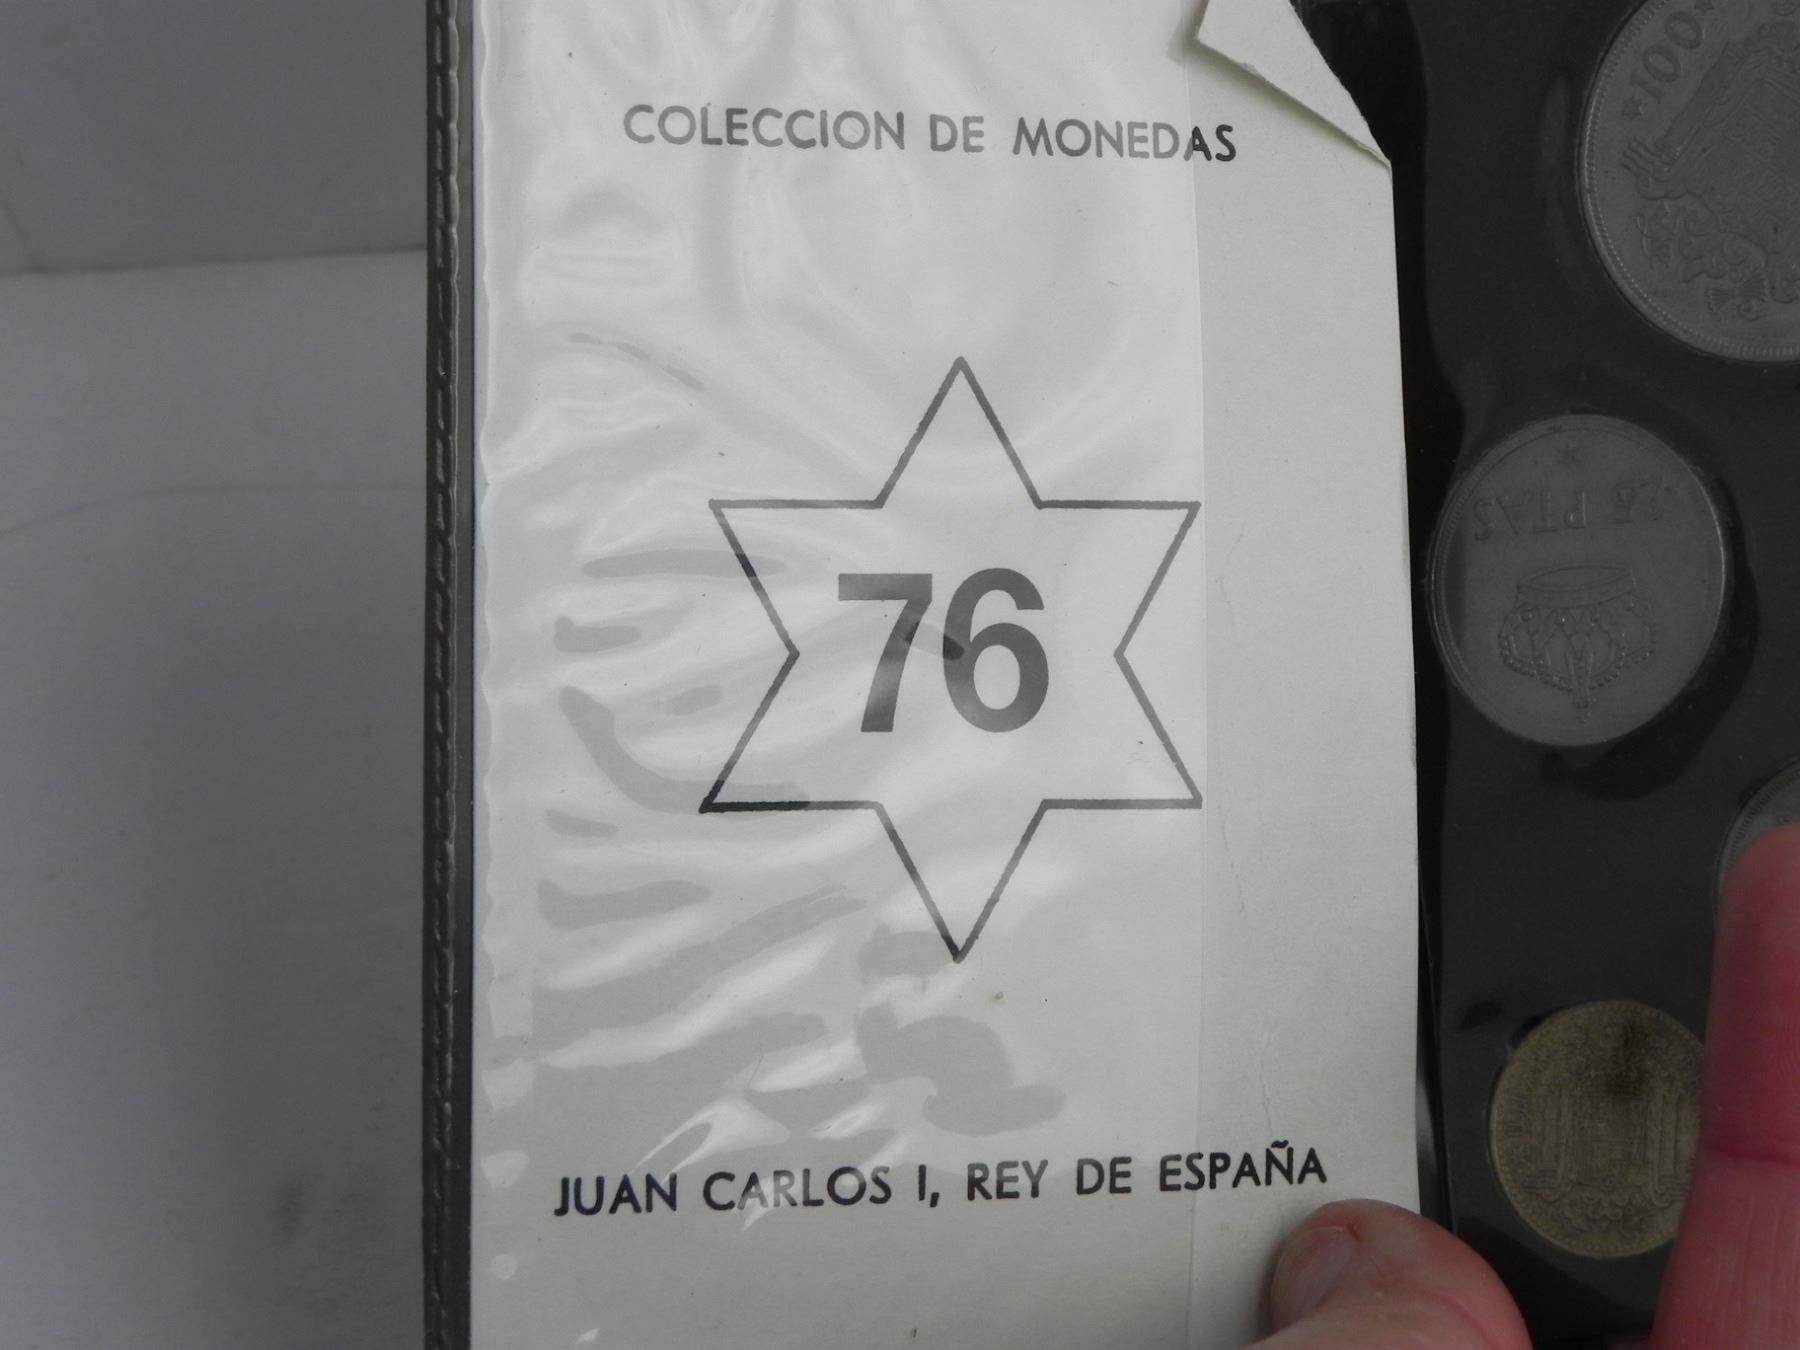 COLECCION DE MONEDAS
★100★
25 PTAS
76
JUAN CARLOS I, REY DE ESPAÑA